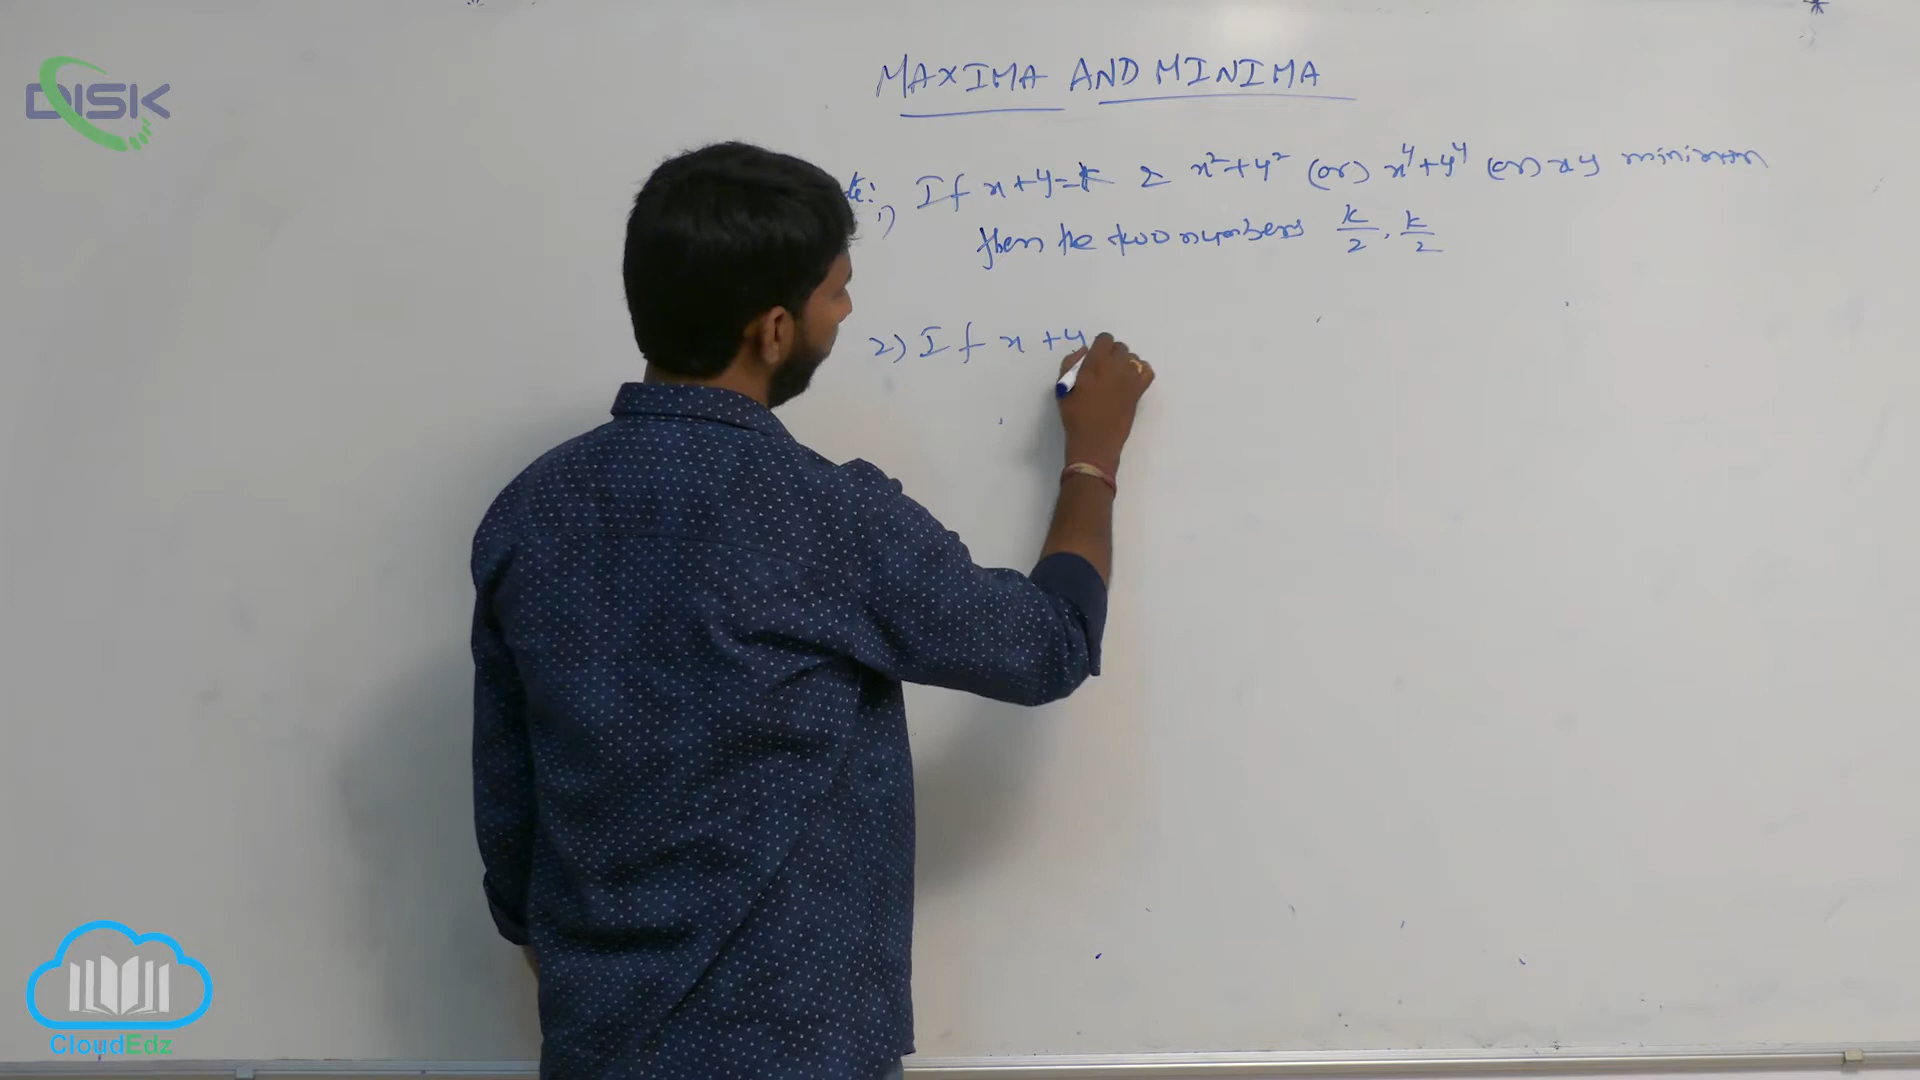 DISK
MAXIMA AND MINIMA
1) If x+y=k & x²+y² (or) x⁴+y⁴ (or) xy minimum
then the two numbers k/2, k/2
2) If x+y
CloudEdz